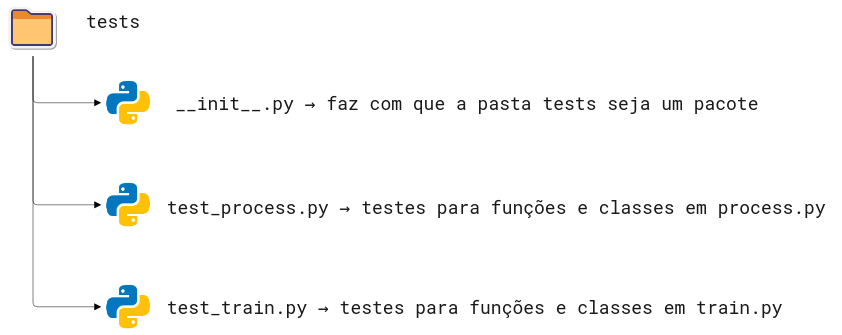 tests
__init__.py → faz com que a pasta tests seja um pacote
test_process.py → testes para funções e classes em process.py
test_train.py → testes para funções e classes em train.py